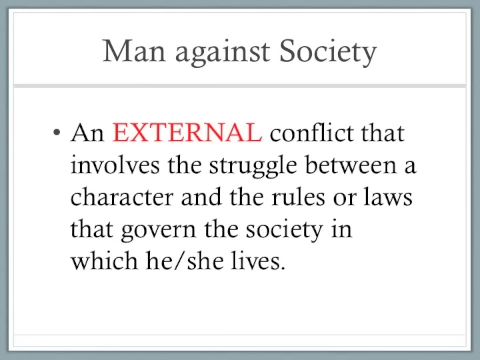 Man against Society
• An EXTERNAL conflict that
involves the struggle between a
character and the rules or laws
that govern the society in
which he/she lives.